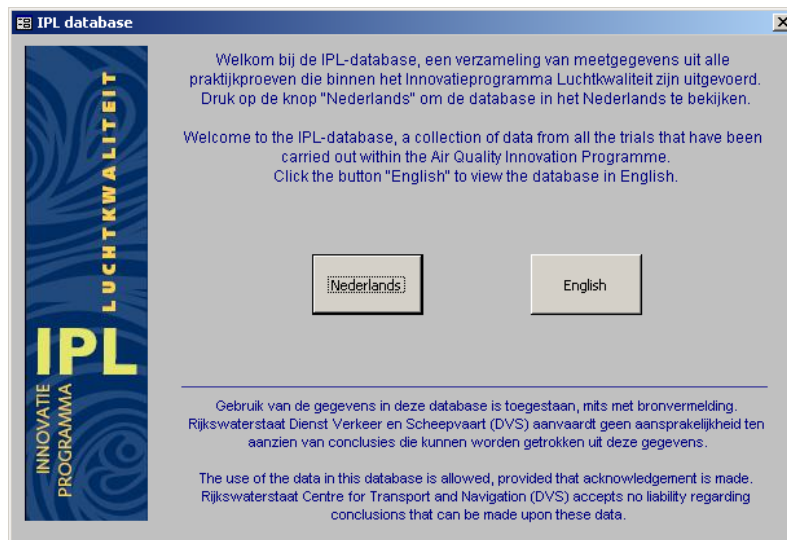 IPL database
Welkom bij de IPL-database, een verzameling van meetgegevens uit alle
praktijkproeven die binnen het Innovatieprogramma Luchtkwaliteit zijn uitgevoerd.
Druk op de knop "Nederlands" om de database in het Nederlands te bekijken.
Welcome to the IPL-database, a collection of data from all the trials that have been
carried out within the Air Quality Innovation Programme.
Click the button "English" to view the database in English.
LUCHTKWALITEIT
IPL
INNOVATIE
PROGRAMMA
Nederlands
English
Gebruik van de gegevens in deze database is toegestaan, mits met bronvermelding.
Rijkswaterstaat Dienst Verkeer en Scheepvaart (DVS) aanvaardt geen aansprakelijkheid ten
aanzien van conclusies die kunnen worden getrokken uit deze gegevens.
The use of the data in this database is allowed, provided that acknowledgement is made.
Rijkswaterstaat Centre for Transport and Navigation (DVS) accepts no liability regarding
conclusions that can be made upon these data.